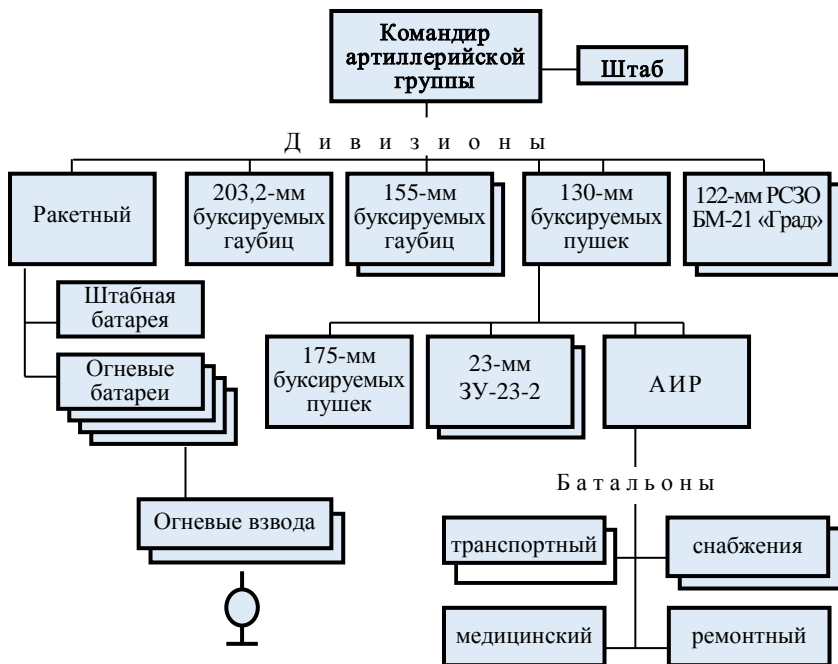 Командир
артиллерийской
группы
Штаб
Дивизионы
Ракетный
203,2-мм
буксируемых
гаубиц
155-мм
буксируемых
гаубиц
130-мм
буксируемых
пушек
122-мм РСЗО
БМ-21 «Град»
Штабная
батарея
Огневые
батареи
175-мм
буксируемых
пушек
23-мм
ЗУ-23-2
АИР
Огневые взвода
Батальоны
транспортный
снабжения
медицинский
ремонтный